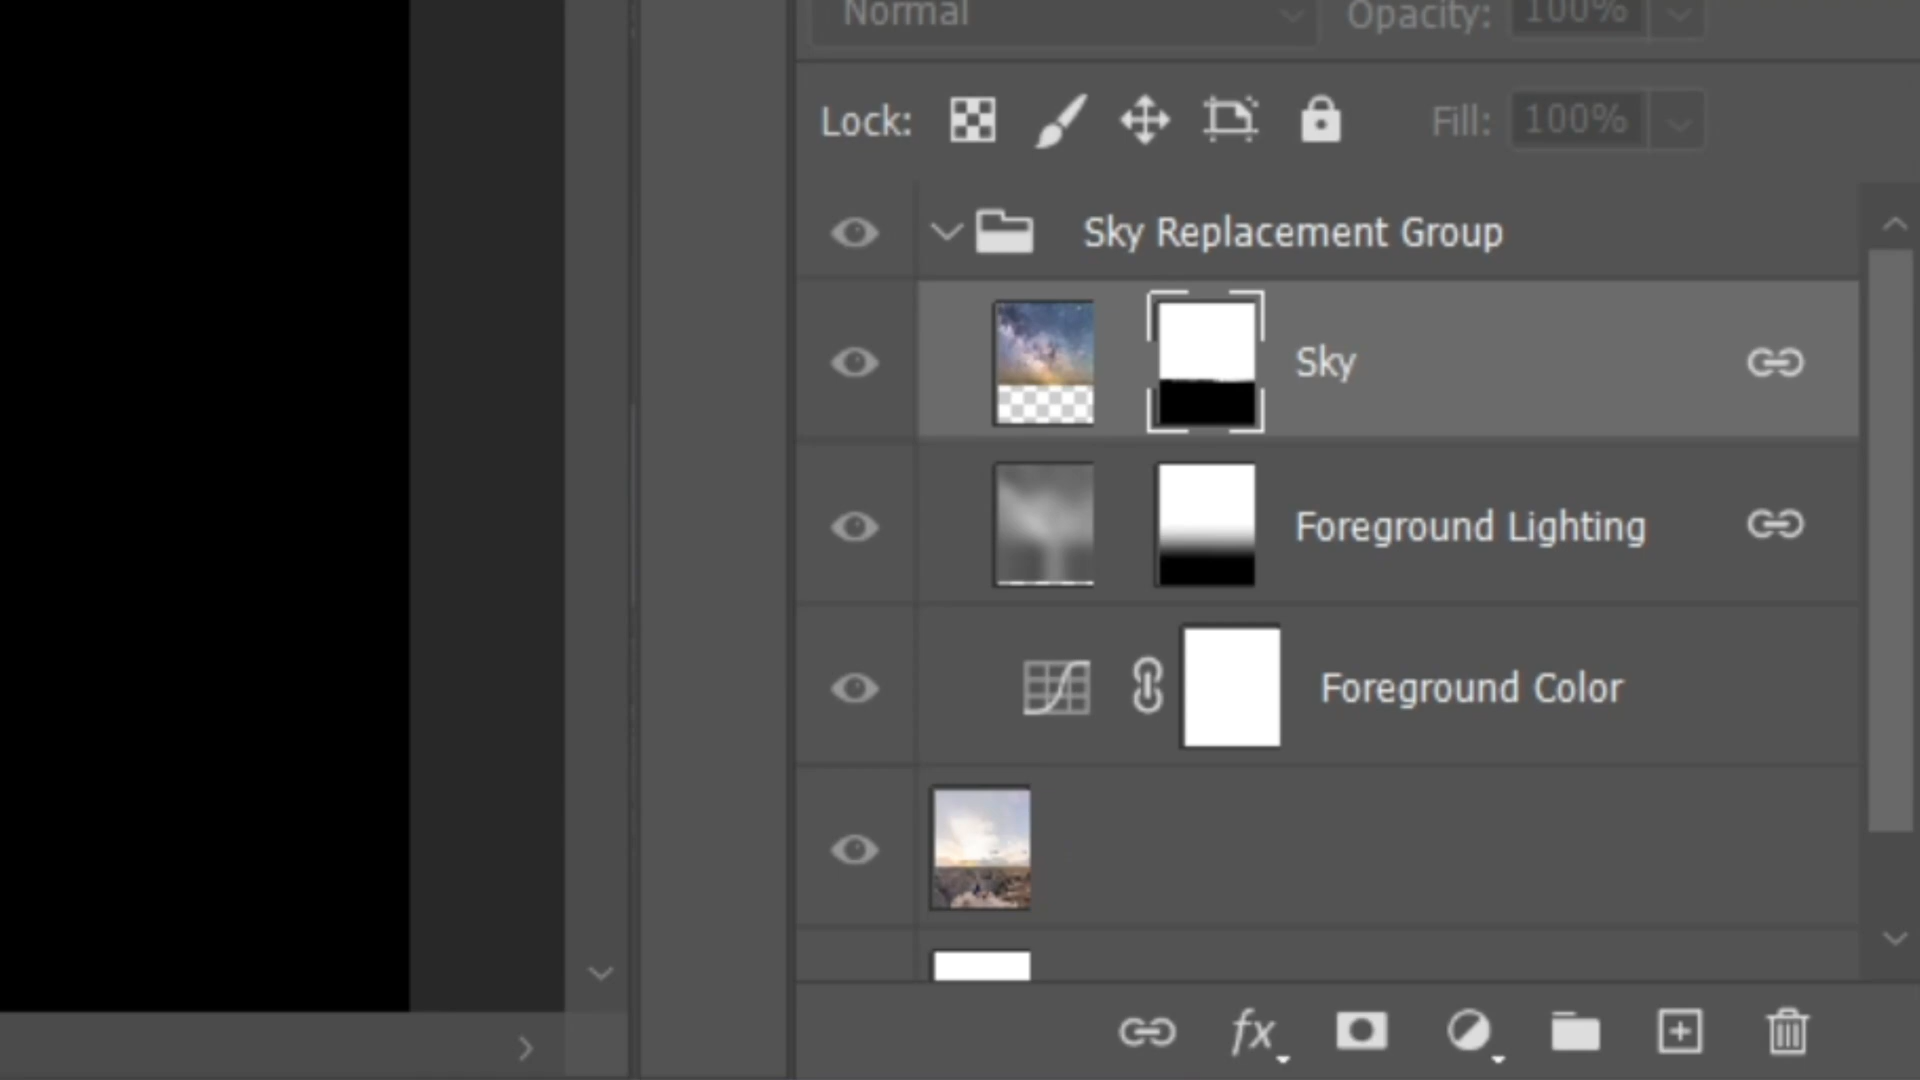 Normal
Opacity: 100%
Lock:
Fill: 100%
Sky Replacement Group
Sky
Foreground Lighting
Foreground Color
fx